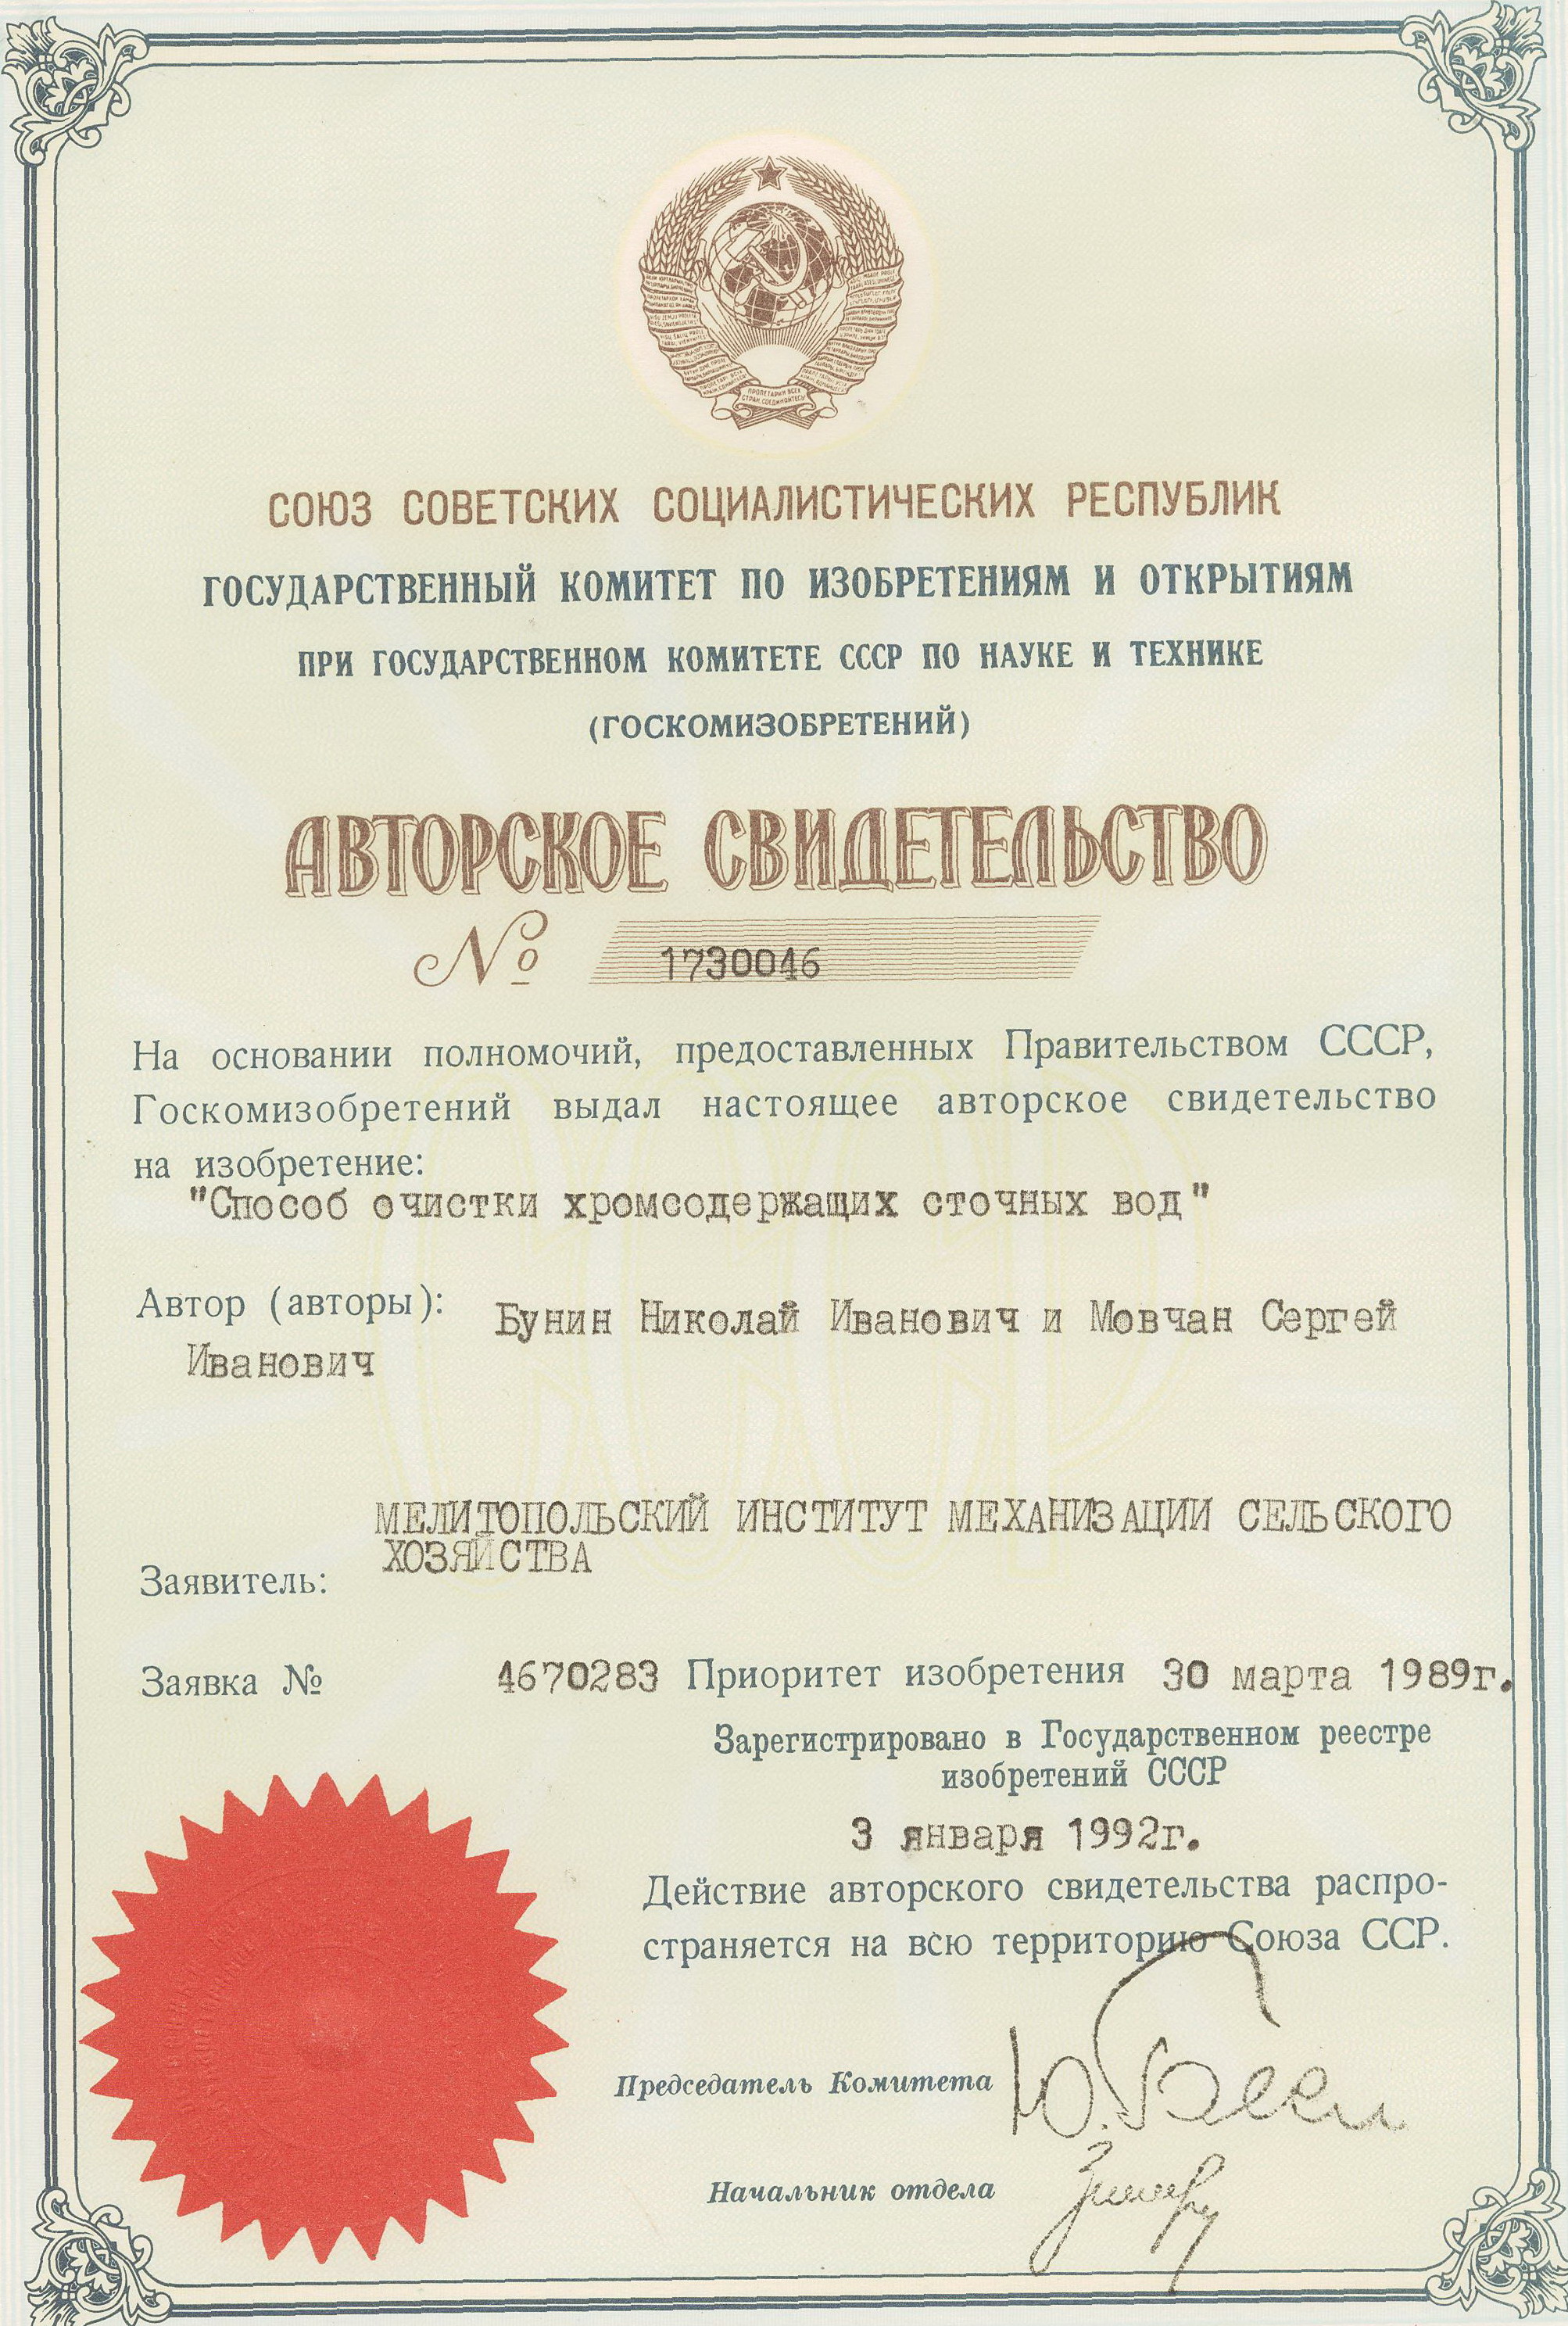 ПРОЛЕТАРИИ ВСЕХ
СТРАН, СОЕДИНЯЙТЕСЬ!
СОЮЗ СОВЕТСКИХ СОЦИАЛИСТИЧЕСКИХ РЕСПУБЛИК
ГОСУДАРСТВЕННЫЙ КОМИТЕТ ПО ИЗОБРЕТЕНИЯМ И ОТКРЫТИЯМ
ПРИ ГОСУДАРСТВЕННОМ КОМИТЕТЕ СССР ПО НАУКЕ И ТЕХНИКЕ
(ГОСКОМИЗОБРЕТЕНИЙ)
АВТОРСКОЕ СВИДЕТЕЛЬСТВО
№ 1730046
На основании полномочий, предоставленных Правительством СССР,
Госкомизобретений выдал настоящее авторское свидетельство
на изобретение:
"Способ очистки хромсодержащих сточных вод"
Автор (авторы): Бунин Николай Иванович и Мовчан Сергей
Иванович
МЕЛИТОПОЛЬСКИЙ ИНСТИТУТ МЕХАНИЗАЦИИ СЕЛЬСКОГО
ХОЗЯЙСТВА
Заявитель:
Заявка № 4670283 Приоритет изобретения 30 марта 1989г.
Зарегистрировано в Государственном реестре
изобретений СССР
3 января 1992г.
Действие авторского свидетельства распро-
страняется на всю территорию Союза ССР.
Председатель Комитета
Начальник отдела